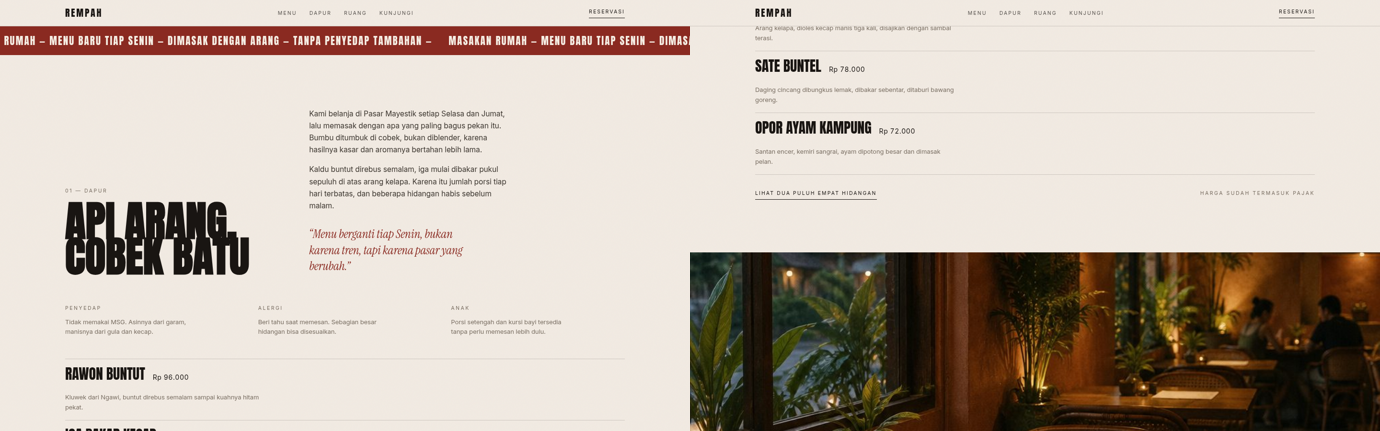 REMPAH
MENU DAPUR RUANG KUNJUNGI
RESERVASI
RUMAH — MENU BARU TIAP SENIN — DIMASAK DENGAN ARANG — TANPA PENYEDAP TAMBAHAN — MASAKAN RUMAH — MENU BARU TIAP SENIN —
Kami belanja di Pasar Mayestik setiap Selasa dan Jumat,
lalu memasak dengan apa yang paling bagus pekan itu.
Bumbu ditumbuk di cobek, bukan diblender, karena
hasilnya kasar dan aromanya bertahan lebih lama.
Kaldu buntut direbus semalam, iga mulai dibakar pukul
sepuluh di atas arang kelapa. Karena itu jumlah porsi tiap
hari terbatas, dan beberapa hidangan habis sebelum
malam.
“Menu berganti tiap Senin, bukan
karena tren, tapi karena pasar yang
berubah.”
01 — DAPUR
API ARANG,
COBEK BATU
PENYEDAP
Tidak memakai MSG. Asinnya dari garam,
manisnya dari gula dan kecap.
ALERGI
Beri tahu saat memesan. Sebagian besar
hidangan bisa disesuaikan.
ANAK
Porsi setengah dan kursi bayi tersedia
tanpa perlu memesan lebih dulu.
RAWON BUNTUT Rp 96.000
Kluwek dari Ngawi, buntut direbus semalam sampai kuahnya hitam
pekat.
REMPAH
MENU DAPUR RUANG KUNJUNGI
RESERVASI
Arang kelapa, dioles kecap manis tiga kali, disajikan dengan sambal
terasi.
SATE BUNTEL Rp 78.000
Daging cincang dibungkus lemak, dibakar sebentar, ditaburi bawang
goreng.
OPOR AYAM KAMPUNG Rp 72.000
Santan encer, kemiri sangrai, ayam dipotong besar dan dimasak
pelan.
LIHAT DUA PULUH EMPAT HIDANGAN
HARGA SUDAH TERMASUK PAJAK